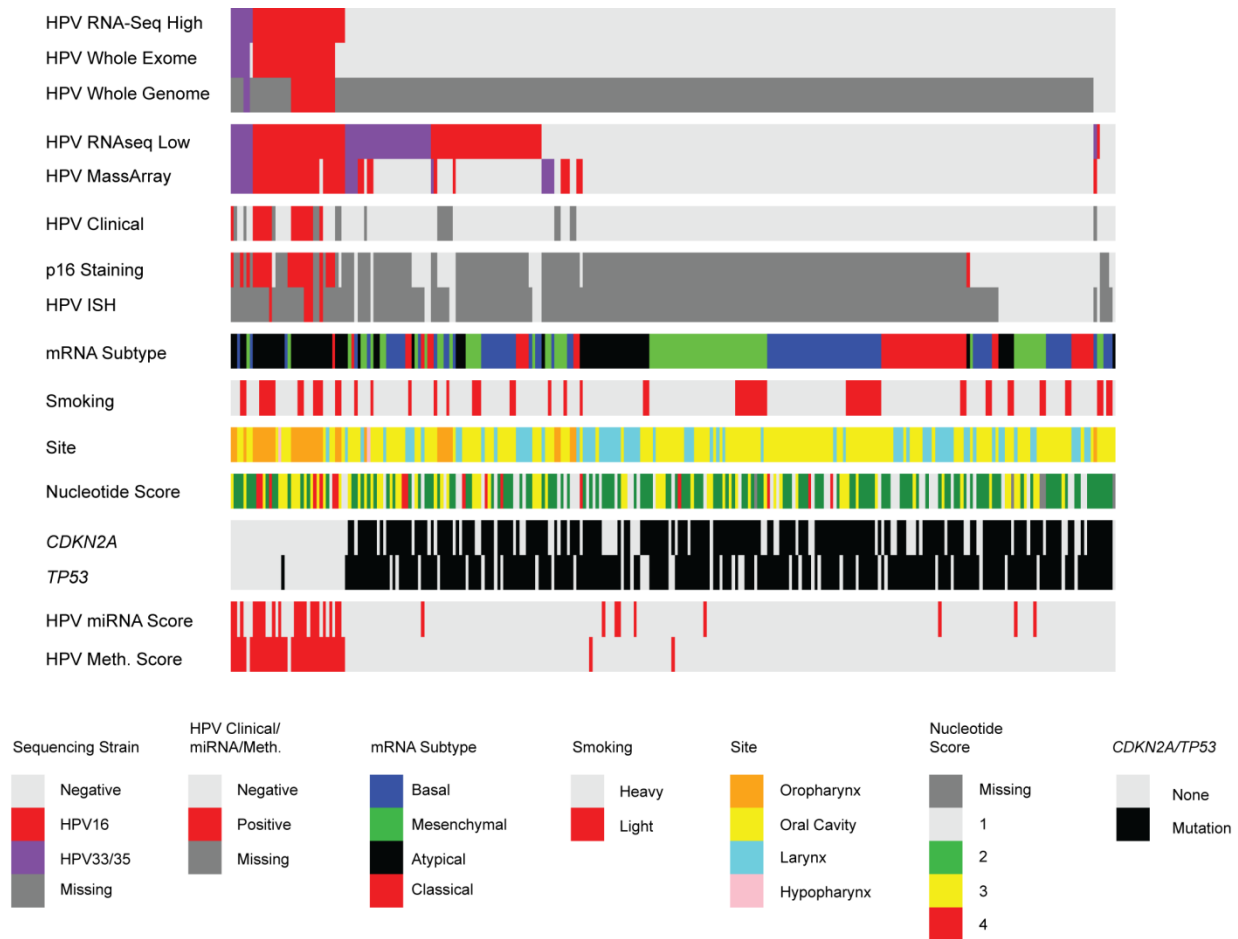 HPV RNA-Seq High
HPV Whole Exome
HPV Whole Genome
HPV RNAseq Low
HPV MassArray
HPV Clinical
p16 Staining
HPV ISH
mRNA Subtype
Smoking
Site
Nucleotide Score
CDKN2A
TP53
HPV miRNA Score
HPV Meth. Score
Sequencing Strain
Negative
HPV16
HPV33/35
Missing
HPV Clinical/
miRNA/Meth.
Negative
Positive
Missing
mRNA Subtype
Basal
Mesenchymal
Atypical
Classical
Smoking
Heavy
Light
Site
Oropharynx
Oral Cavity
Larynx
Hypopharynx
Nucleotide
Score
Missing
1
2
3
4
CDKN2A/TP53
None
Mutation